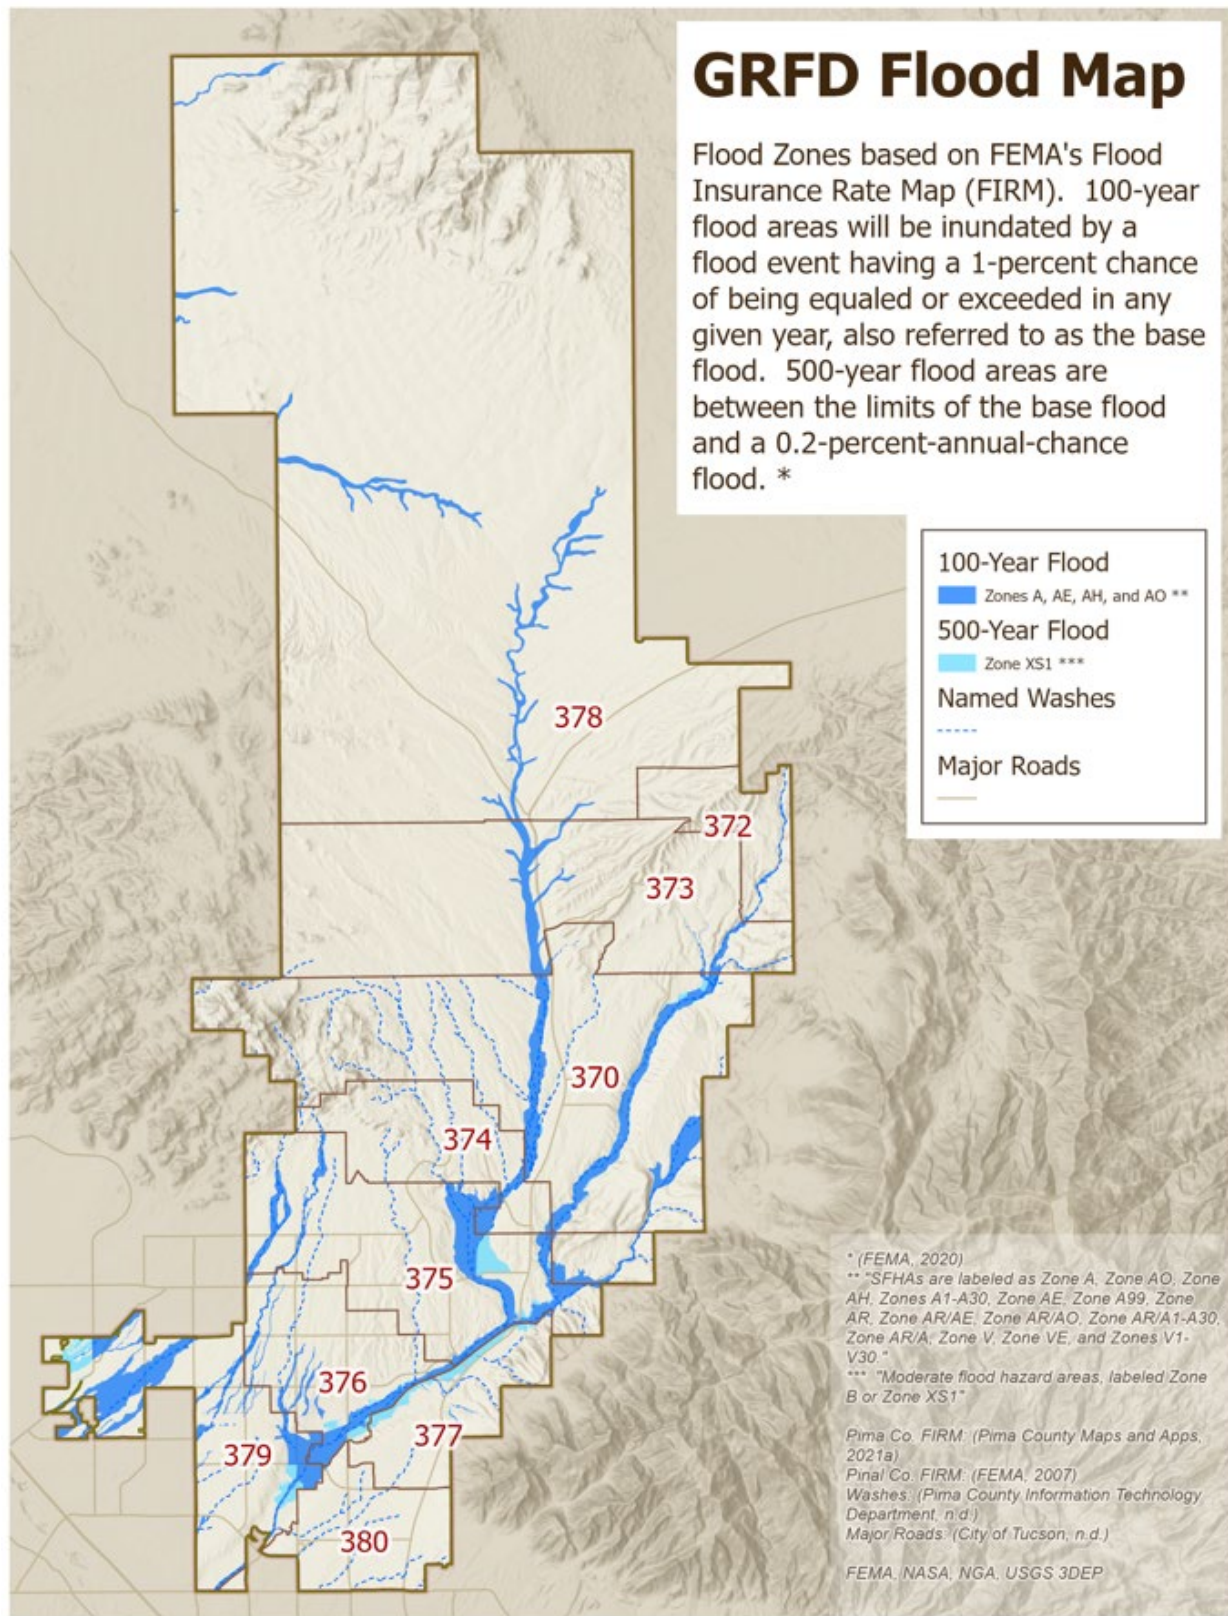 GRFD Flood Map
Flood Zones based on FEMA's Flood
Insurance Rate Map (FIRM).  100-year
flood areas will be inundated by a
flood event having a 1-percent chance
of being equaled or exceeded in any
given year, also referred to as the base
flood.  500-year flood areas are
between the limits of the base flood
and a 0.2-percent-annual-chance
flood. *
100-Year Flood
Zones A, AE, AH, and AO **
500-Year Flood
Zone XS1 ***
Named Washes
Major Roads
378
372
373
370
374
375
376
377
379
380
* (FEMA, 2020)
** "SFHAs are labeled as Zone A, Zone AO, Zone
AH, Zones A1-A30, Zone AE, Zone A99, Zone
AR, Zone AR/AE, Zone AR/AO, Zone AR/A1-A30,
Zone AR/A, Zone V, Zone VE, and Zones V1-
V30."
*** "Moderate flood hazard areas, labeled Zone
B or Zone XS1"
Pima Co. FIRM: (Pima County Maps and Apps,
2021a)
Pinal Co. FIRM: (FEMA, 2007)
Washes: (Pima County Information Technology
Department, n.d.)
Major Roads: (City of Tucson, n.d.)
FEMA, NASA, NGA, USGS 3DEP